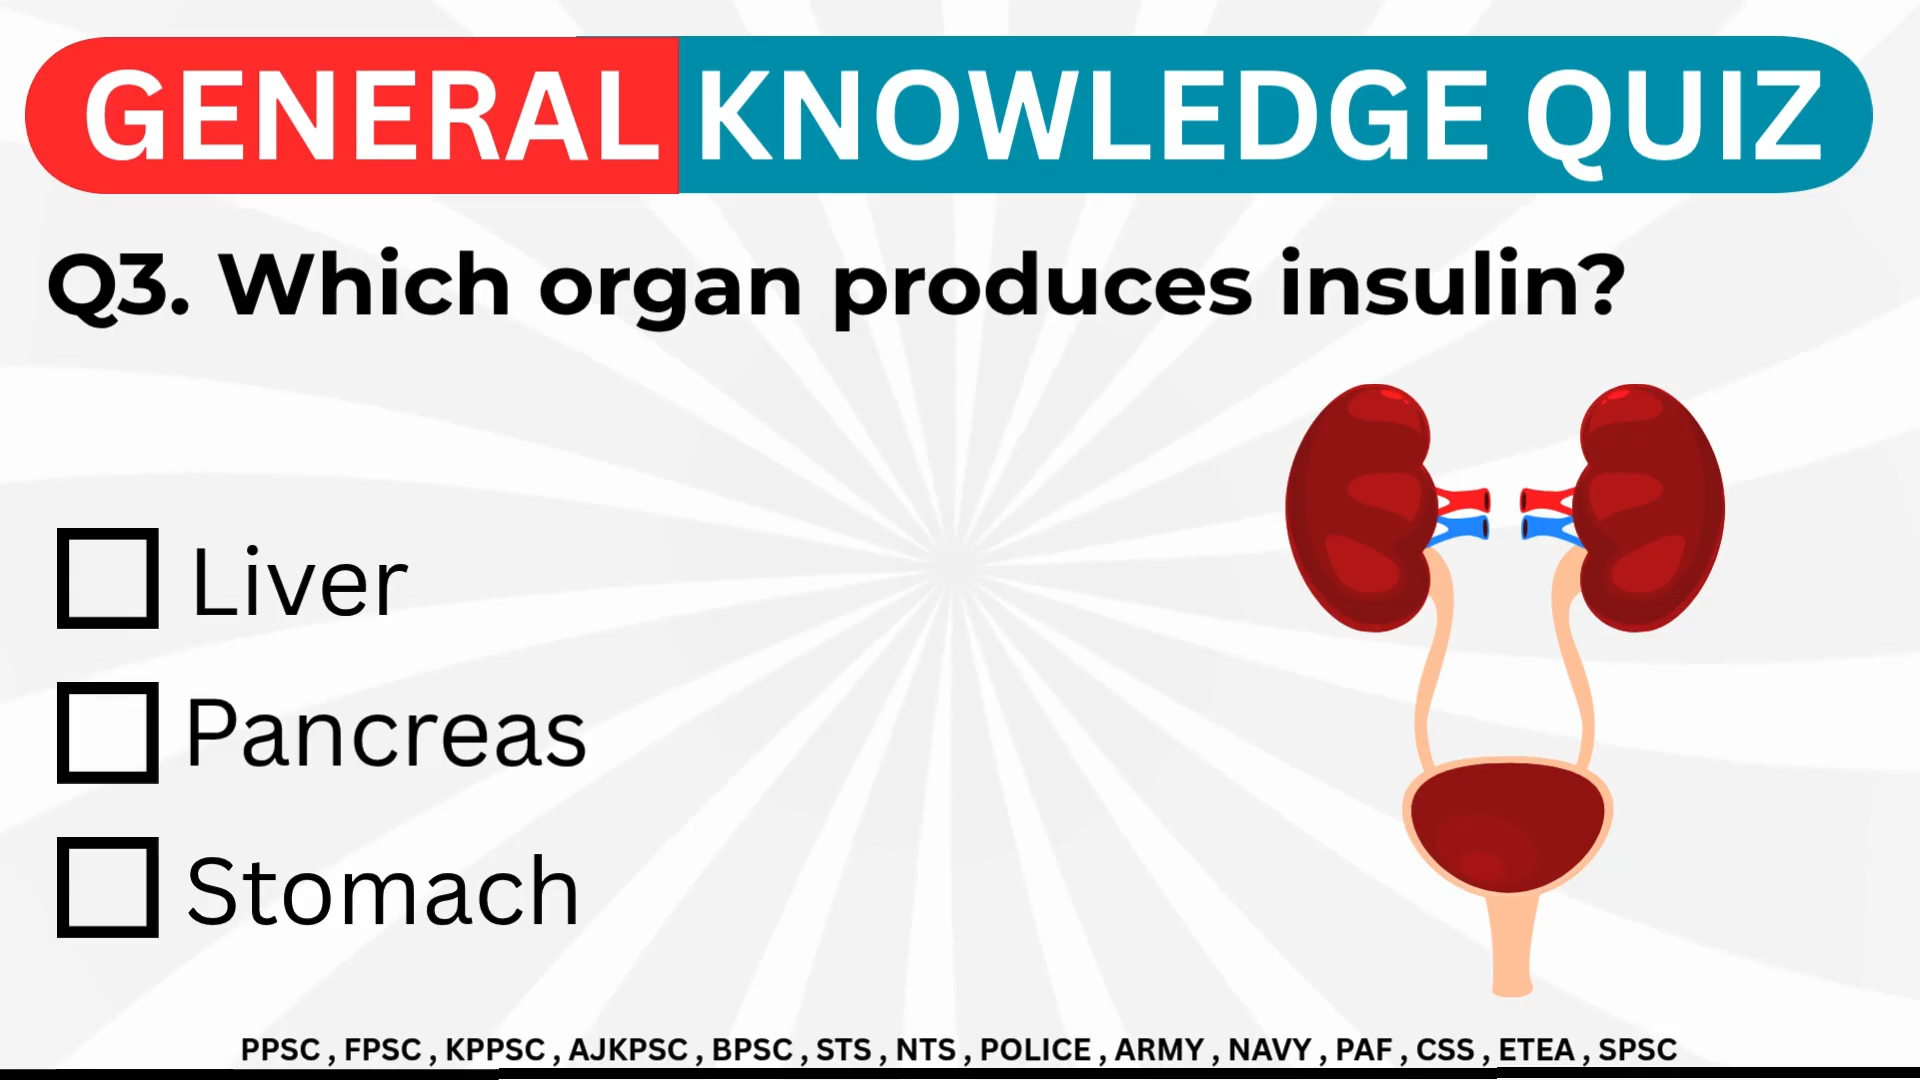 GENERAL KNOWLEDGE QUIZ
Q3. Which organ produces insulin?
Liver
Pancreas
Stomach
PPSC , FPSC , KPPSC , AJKPSC , BPSC , STS , NTS , POLICE , ARMY , NAVY , PAF , CSS , ETEA , SPSC